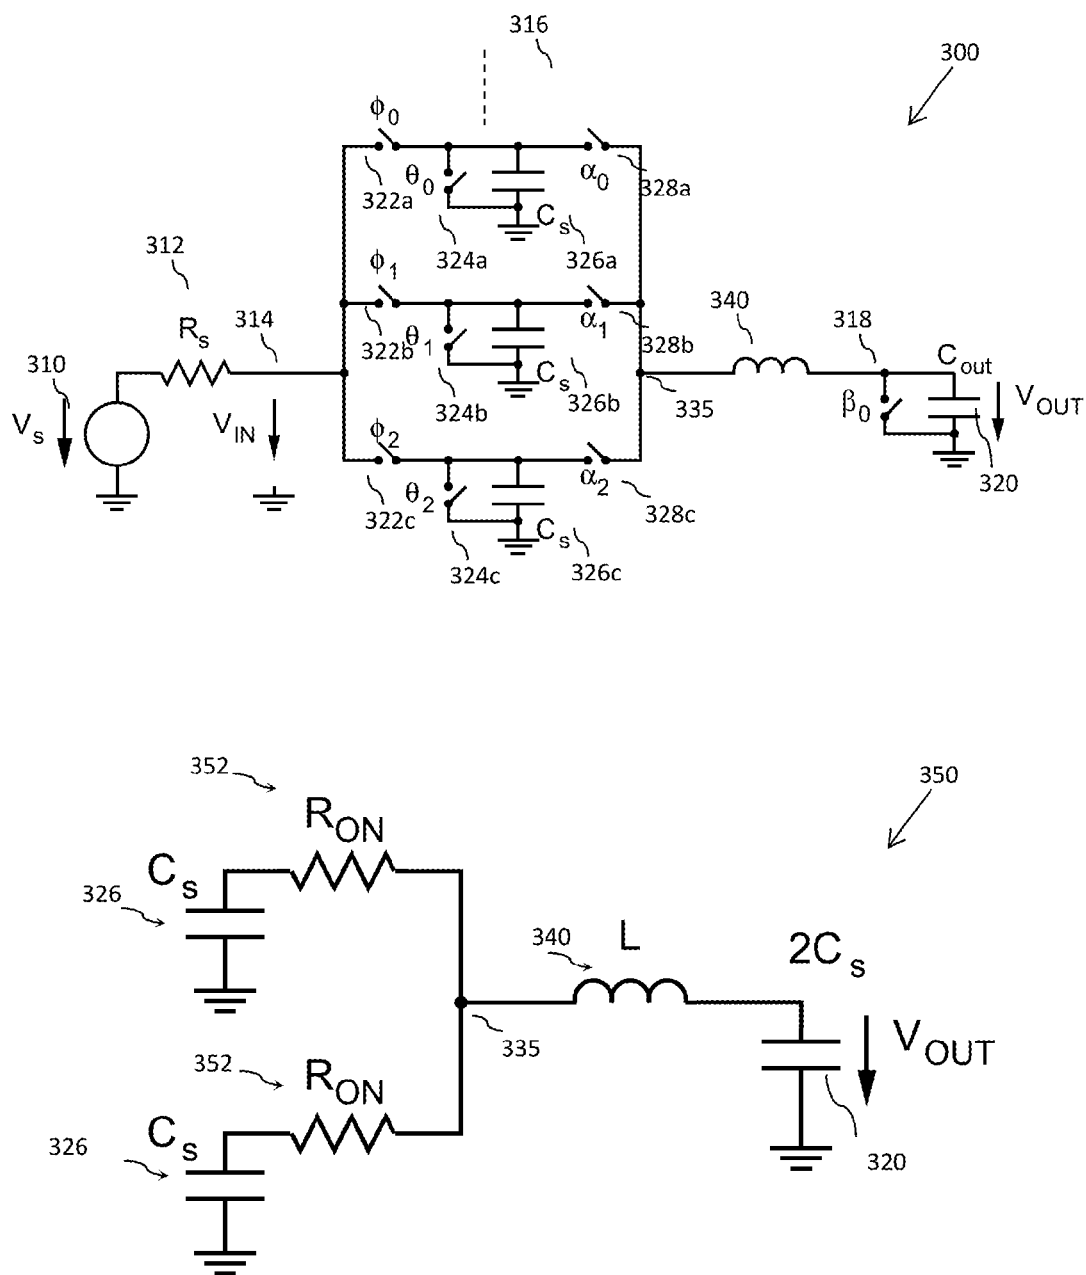 316
300
ϕ0
θ0
α0
322a
328a
Cs
324a
326a
312
ϕ1
Rs
314
θ1
α1
340
318
322b
328b
Cout
310
Cs
Vs
VIN
324b
326b
335
β0
VOUT
ϕ2
θ2
α2
320
322c
328c
Cs
324c
326c
352
350
RON
Cs
326
L
340
2Cs
335
VOUT
352
RON
Cs
326
320